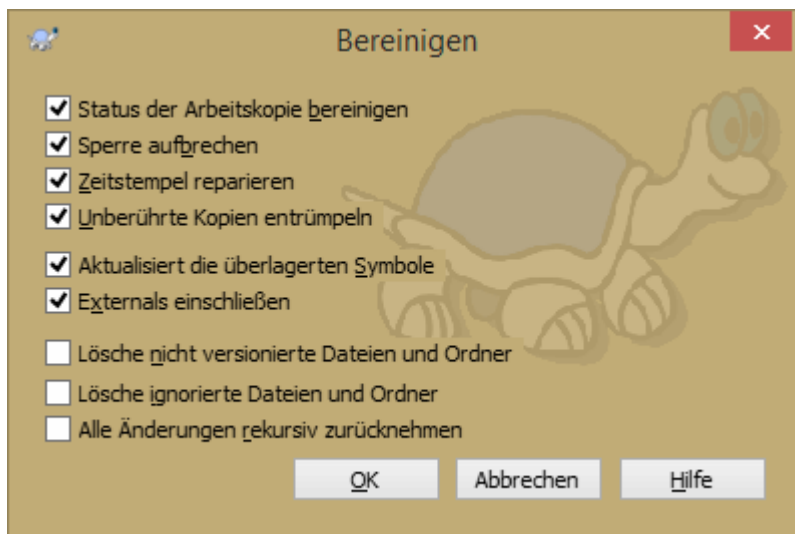 Bereinigen
Status der Arbeitskopie bereinigen
Sperre aufbrechen
Zeitstempel reparieren
Unberührte Kopien entrümpeln
Aktualisiert die überlagerten Symbole
Externals einschließen
Lösche nicht versionierte Dateien und Ordner
Lösche ignorierte Dateien und Ordner
Alle Änderungen rekursiv zurücknehmen
OK Abbrechen Hilfe